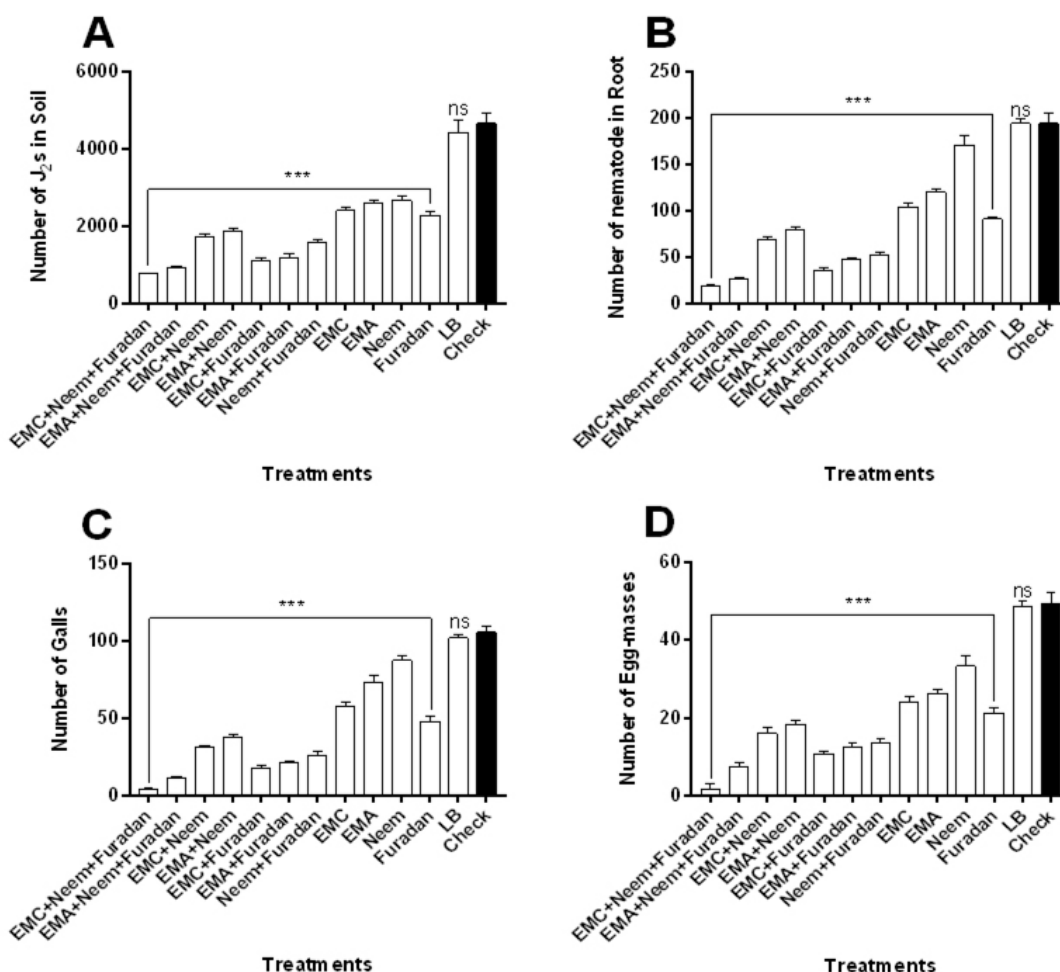 A
Number of J₂s in Soil
6000
4000
2000
0
***
ns
EMC+Neem+Furadan
EMA+Neem+Furadan
EMC+Neem
EMA+Neem
EMC+Furadan
EMA+Furadan
Neem+Furadan
EMC
EMA
Neem
Furadan
LB
Check
Treatments
B
Number of nematode in Root
250
200
150
100
50
0
***
ns
EMC+Neem+Furadan
EMA+Neem+Furadan
EMC+Neem
EMA+Neem
EMC+Furadan
EMA+Furadan
Neem+Furadan
EMC
EMA
Neem
Furadan
LB
Check
Treatments
C
Number of Galls
150
100
50
0
***
ns
EMC+Neem+Furadan
EMA+Neem+Furadan
EMC+Neem
EMA+Neem
EMC+Furadan
EMA+Furadan
Neem+Furadan
EMC
EMA
Neem
Furadan
LB
Check
Treatments
D
Number of Egg-masses
60
40
20
0
***
ns
EMC+Neem+Furadan
EMA+Neem+Furadan
EMC+Neem
EMA+Neem
EMC+Furadan
EMA+Furadan
Neem+Furadan
EMC
EMA
Neem
Furadan
LB
Check
Treatments